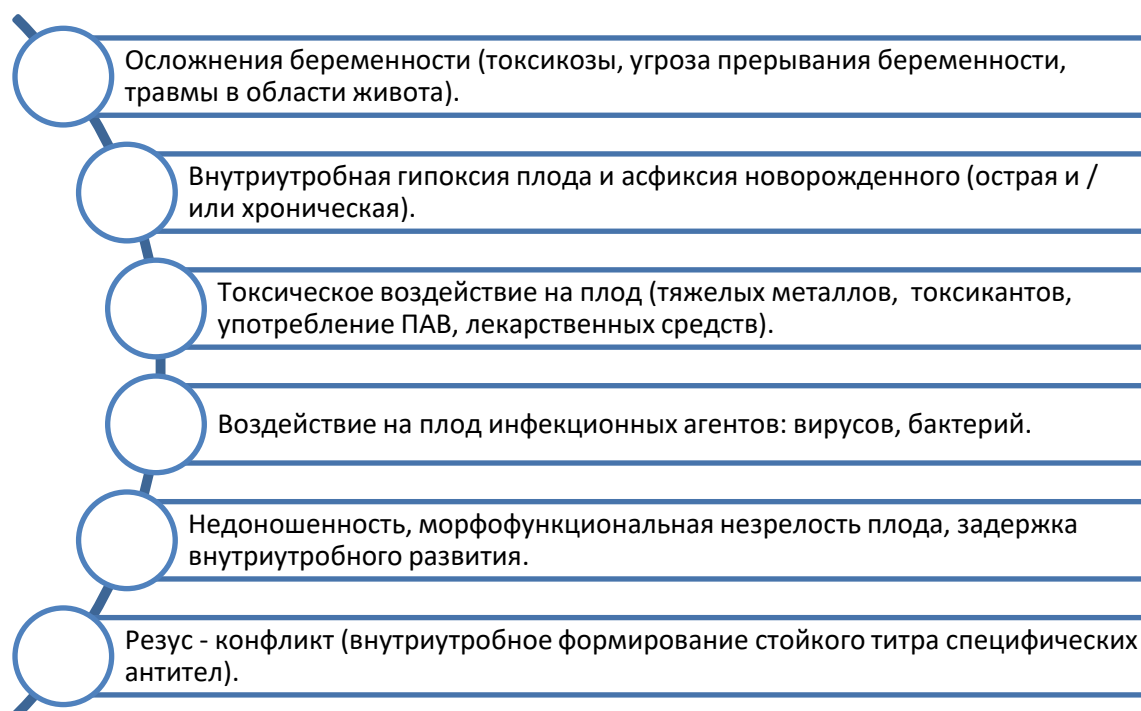 Осложнения беременности (токсикозы, угроза прерывания беременности,
травмы в области живота).
Внутриутробная гипоксия плода и асфиксия новорожденного (острая и /
или хроническая).
Токсическое воздействие на плод (тяжелых металлов, токсикантов,
употребление ПАВ, лекарственных средств).
Воздействие на плод инфекционных агентов: вирусов, бактерий.
Недоношенность, морфофункциональная незрелость плода, задержка
внутриутробного развития.
Резус - конфликт (внутриутробное формирование стойкого титра специфических
антител).